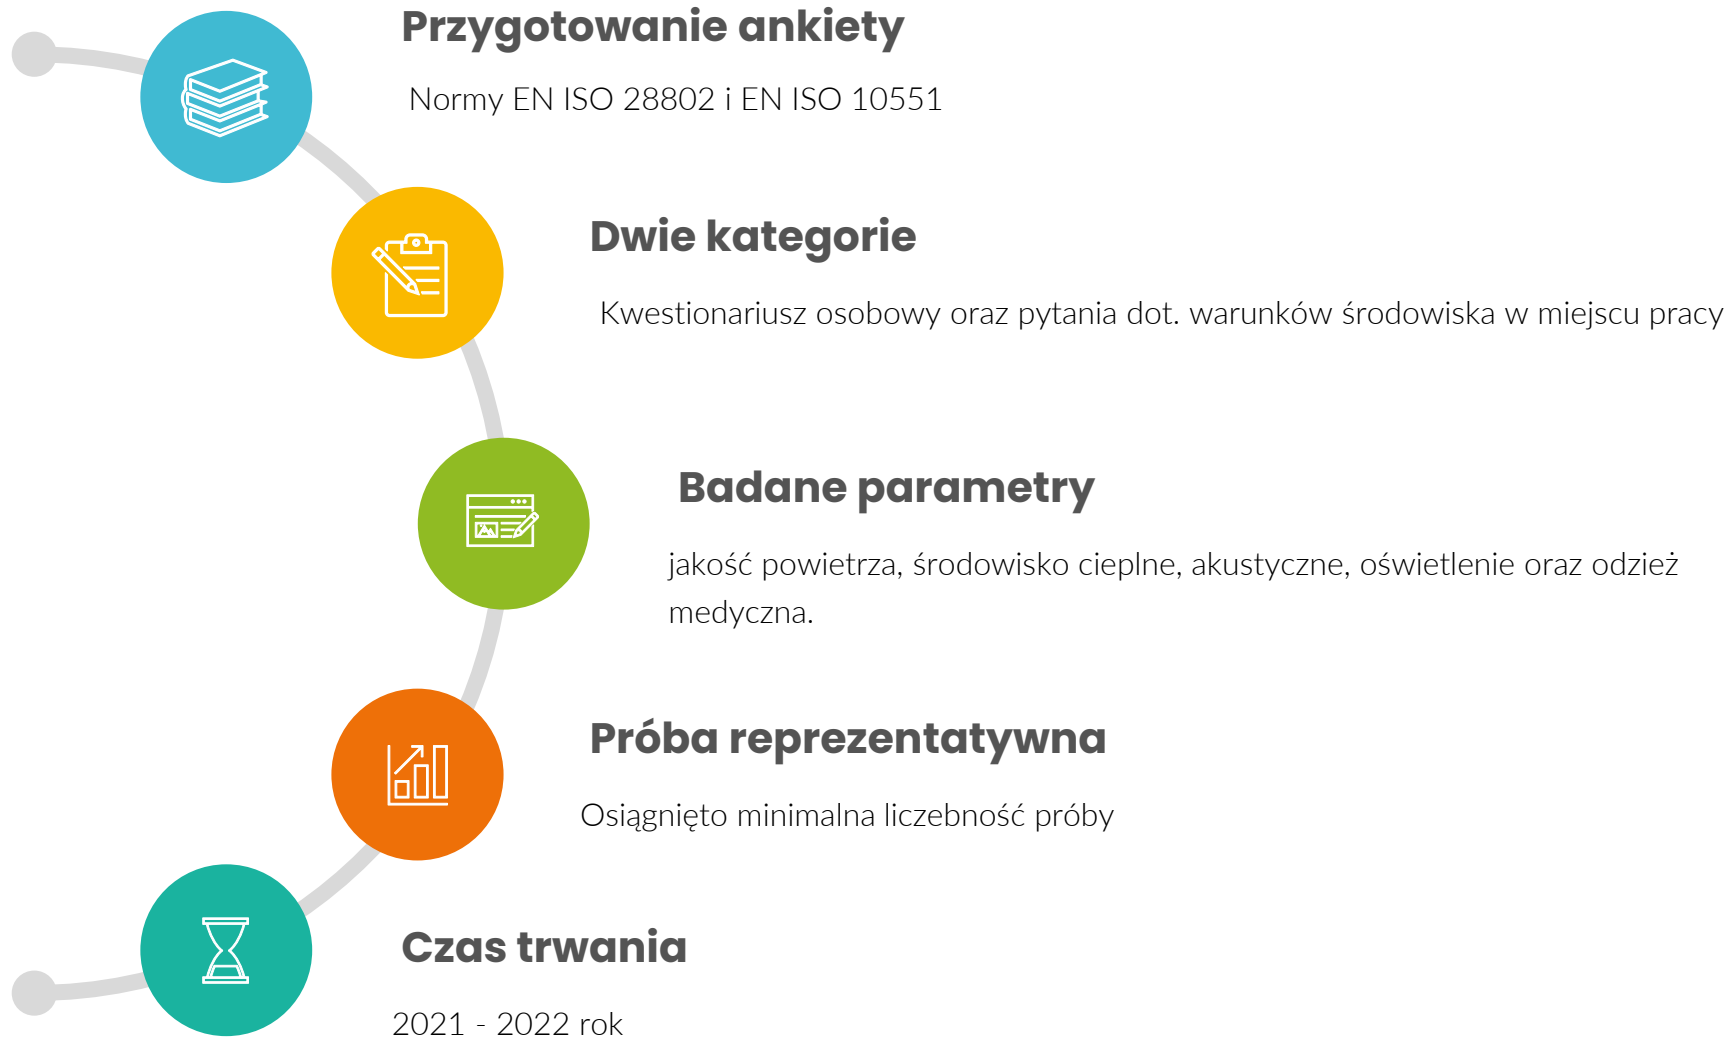 Przygotowanie ankiety
Normy EN ISO 28802 i EN ISO 10551
Dwie kategorie
Kwestionariusz osobowy oraz pytania dot. warunków środowiska w miejscu pracy
Badane parametry
jakość powietrza, środowisko cieplne, akustyczne, oświetlenie oraz odzież
medyczna.
Próba reprezentatywna
Osiągnięto minimalna liczebność próby
Czas trwania
2021 - 2022 rok